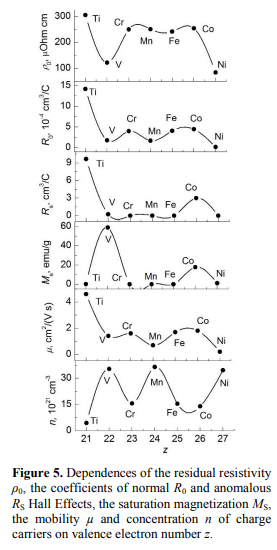 ρ₀, μOhm cm
300
200
100
Ti
V
Cr
Mn
Fe
Co
Ni
R₀, 10⁻⁴ cm³/C
15
10
5
0
Ti
V
Cr
Mn
Fe
Co
Ni
Rₛ, cm³/C
9
6
3
0
Ti
V
Cr
Mn
Fe
Co
Ni
Mₛ, emu/g
60
40
20
0
Ti
V
Cr
Mn
Fe
Co
Ni
μ, cm²/(V s)
4
2
0
Ti
V
Cr
Mn
Fe
Co
Ni
n, 10²¹ cm⁻³
30
15
0
Ti
V
Cr
Mn
Fe
Co
Ni
21 22 23 24 25 26 27
z
Figure 5. Dependences of the residual resistivity
ρ₀, the coefficients of normal R₀ and anomalous
R_S Hall Effects, the saturation magnetization M_S,
the mobility μ and concentration n of charge
carriers on valence electron number z.